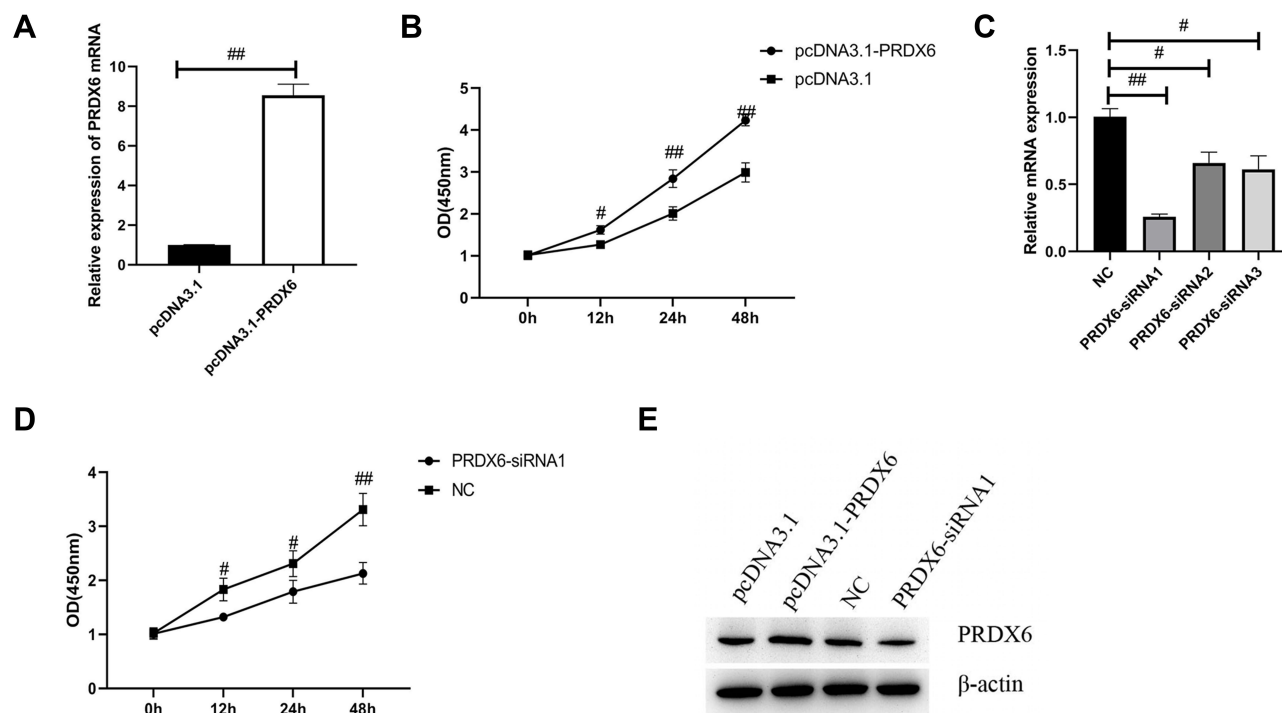 A
Relative expression of PRDX6 mRNA
##
10
8
6
4
2
0
pcDNA3.1
pcDNA3.1-PRDX6
B
pcDNA3.1-PRDX6
pcDNA3.1
OD(450nm)
5
4
3
2
1
0
#
##
##
0h
12h
24h
48h
C
Relative mRNA expression
#
#
##
1.5
1.0
0.5
0.0
NC
PRDX6-siRNA1
PRDX6-siRNA2
PRDX6-siRNA3
D
PRDX6-siRNA1
NC
OD(450nm)
4
3
2
1
0
#
#
##
0h
12h
24h
48h
E
pcDNA3.1
pcDNA3.1-PRDX6
NC
PRDX6-siRNA1
PRDX6
β-actin